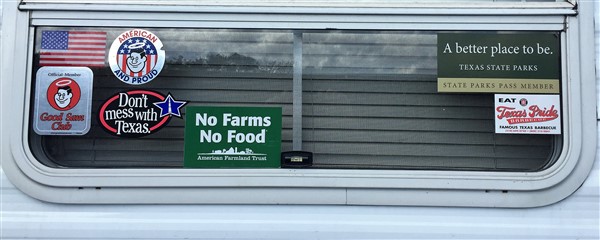 AMERICAN
AND PROUD
Official Member
Good Sam
Club
Don't
mess with
Texas.
No Farms
No Food
American Farmland Trust
A better place to be.
TEXAS STATE PARKS
STATE PARKS PASS MEMBER
EAT
Texas Pride
BARBECUE
FAMOUS TEXAS BARBECUE